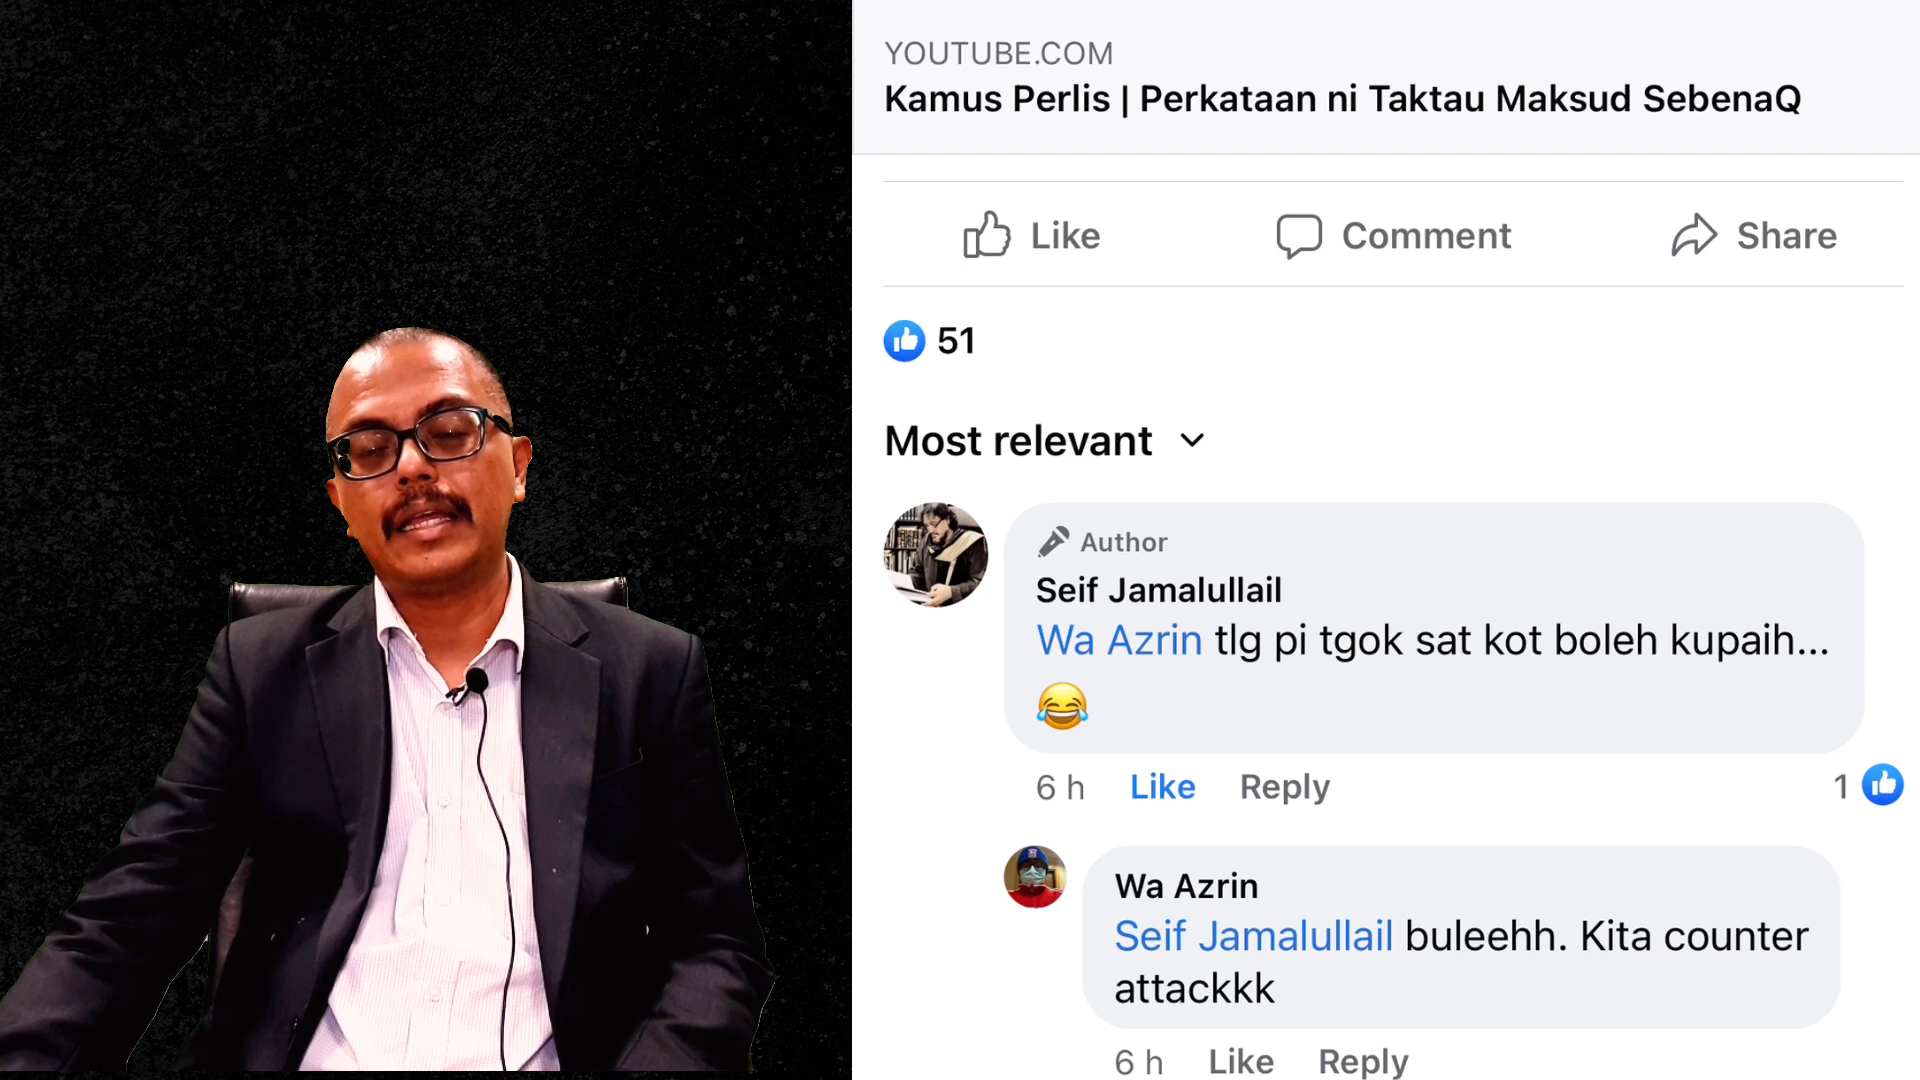 YOUTUBE.COM
Kamus Perlis | Perkataan ni Taktau Maksud SebenaQ
Like Comment Share
51
Most relevant
Author
Seif Jamalullail
Wa Azrin tlg pi tgok sat kot boleh kupaih...
😂
6 h Like Reply 1
Wa Azrin
Seif Jamalullail buleehh. Kita counter
attackkk
6 h Like Reply